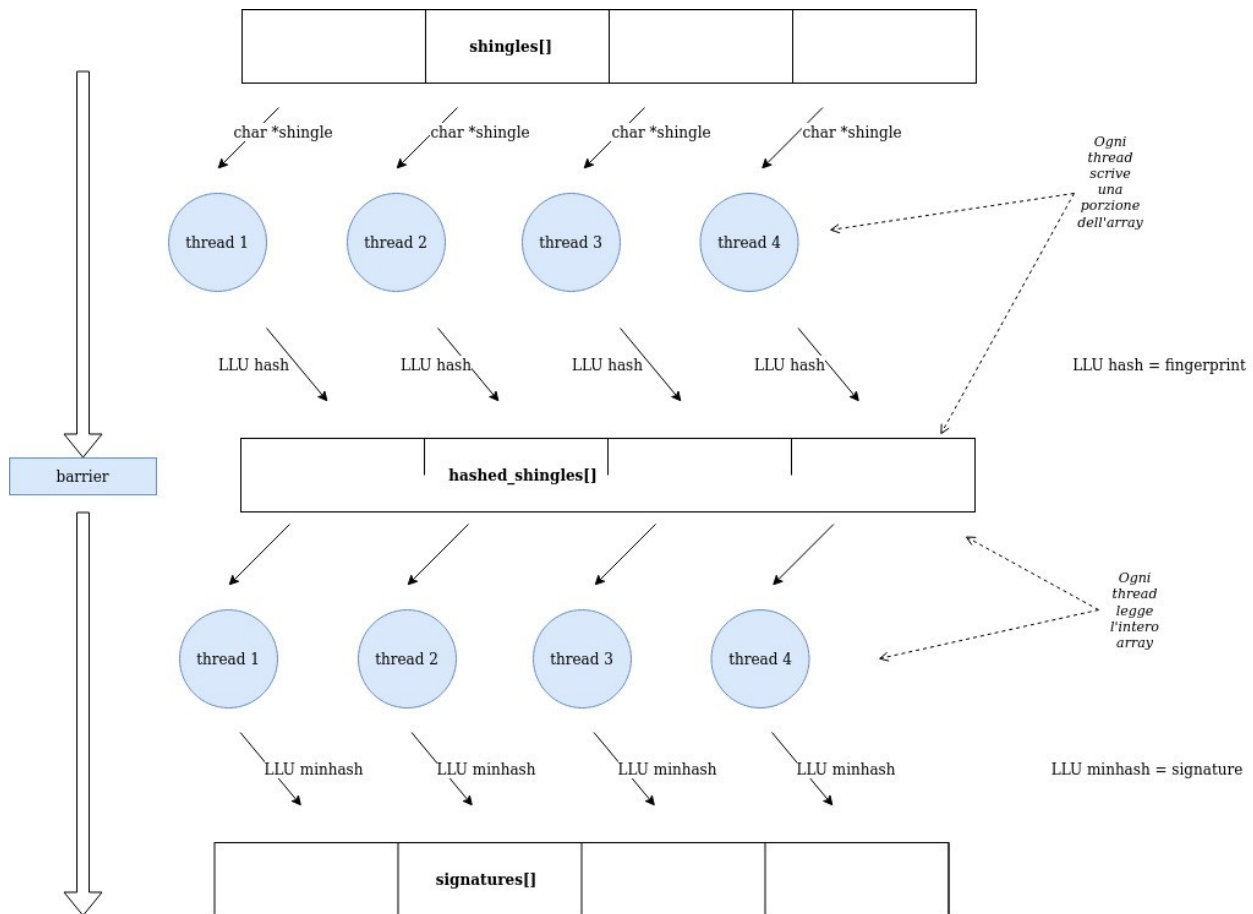 shingles[]
char *shingle
char *shingle
char *shingle
char *shingle
Ogni
thread
scrive
una
porzione
dell'array
thread 1
thread 2
thread 3
thread 4
LLU hash
LLU hash
LLU hash
LLU hash
LLU hash = fingerprint
barrier
hashed_shingles[]
Ogni
thread
legge
l'intero
array
thread 1
thread 2
thread 3
thread 4
LLU minhash
LLU minhash
LLU minhash
LLU minhash
LLU minhash = signature
signatures[]